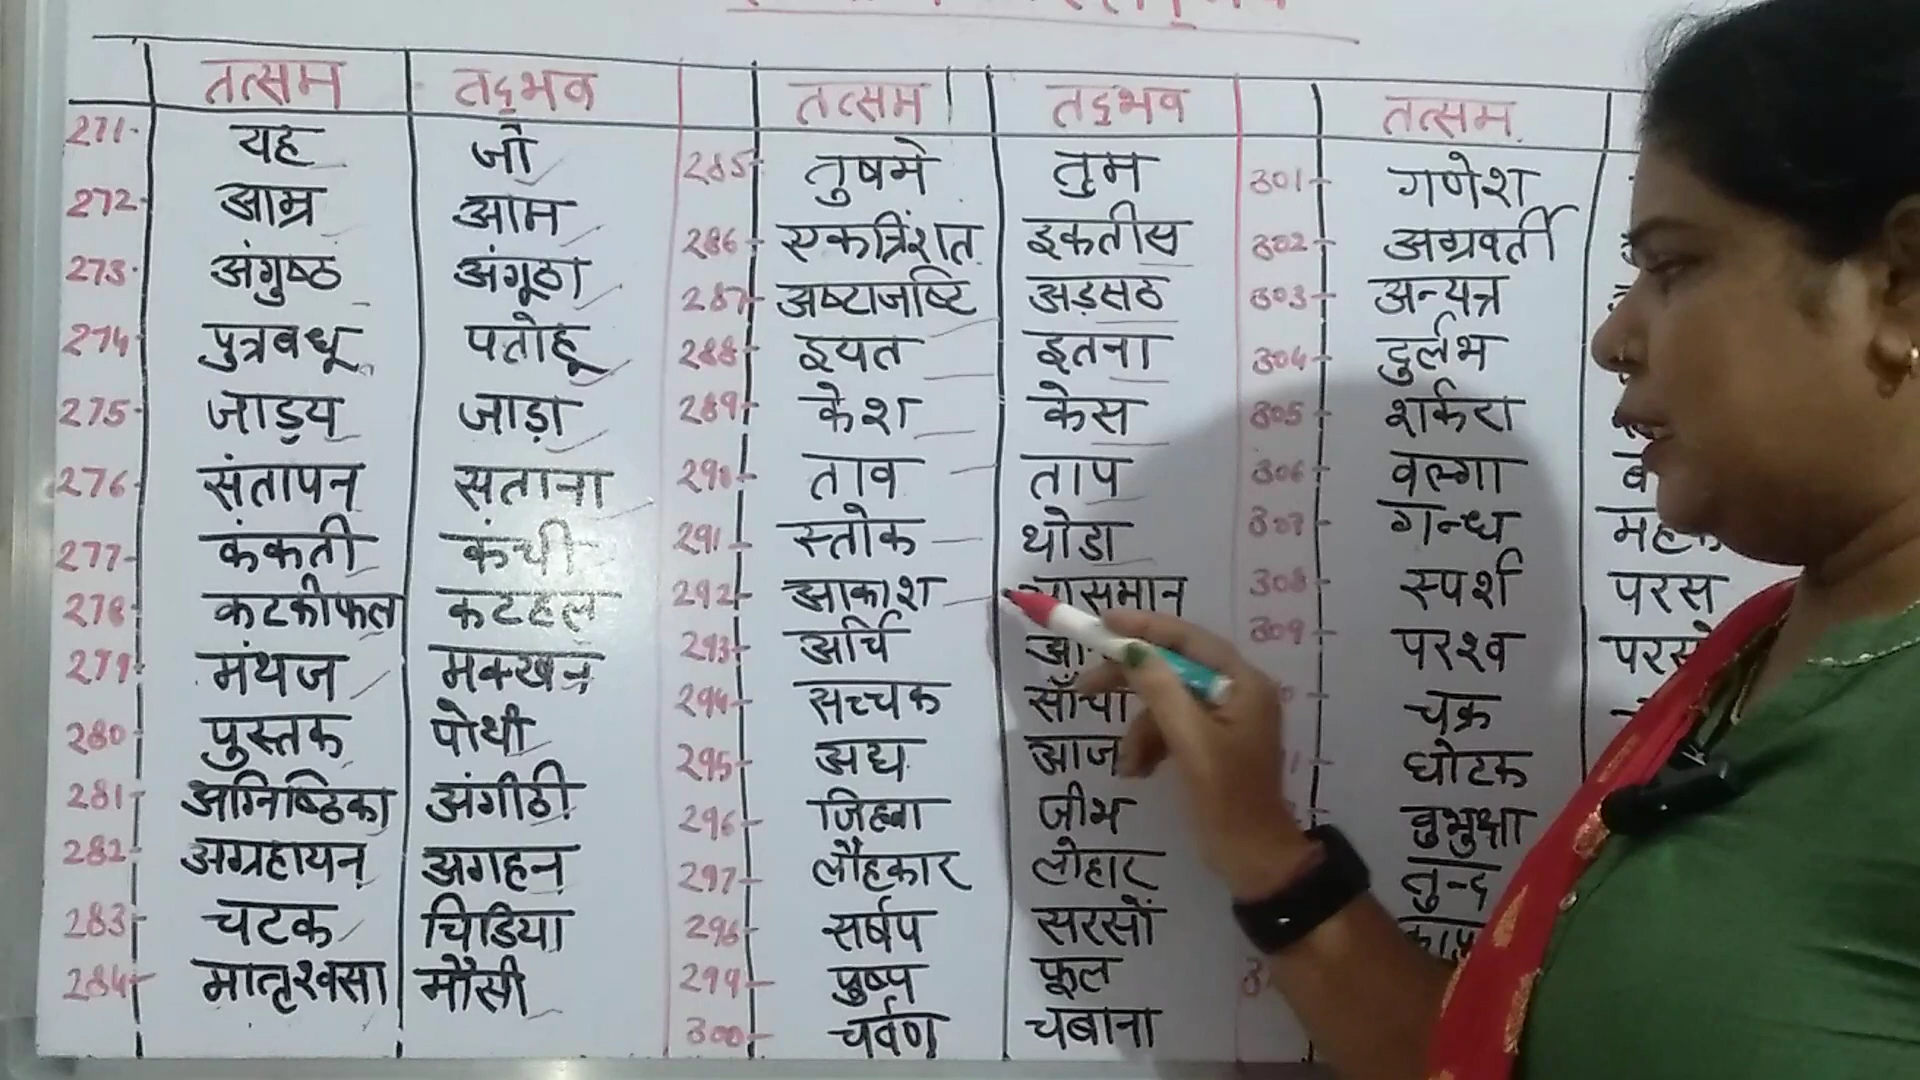 तत्सम तद्भव तत्सम तद्भव तत्सम
271- यह जो
272- आम्र आम
273- अंगुष्ठ अंगूठा
274- पुत्रवधू पतोहू
275- जाड्य जाड़ा
276- संतापन सताना
277- कंकती कंघी
278- कटकीफल कटहल
279- मंथज मक्खन
280- पुस्तक पोथी
281- अग्निष्ठिका अंगीठी
282- अग्रहायन अगहन
283- चटक चिडिया
284- मातृश्वसा मौसी
285- तुषमे तुम
286- एकत्रिंशत इकतीस
287- अष्टाजष्टि अड़सठ
288- इयत इतना
289- केश केस
290- ताव ताप
291- स्तोक थोडा
292- आकाश आसमान
293- अर्चि
294- सच्चक साँचा
295- अद्य आज
296- जिह्वा जीभ
297- लौहकार लोहार
296- सर्षप सरसों
299- पुष्प फूल
300- चर्वण चबाना
301- गणेश
302- अग्रवर्ती
303- अन्यत्र
304- दुर्लभ
305- शर्करा
306- वल्गा
307- गन्ध
308- स्पर्श परस
309- परश्व
चक्र
घोटक
बुभुक्षा
तुन्द